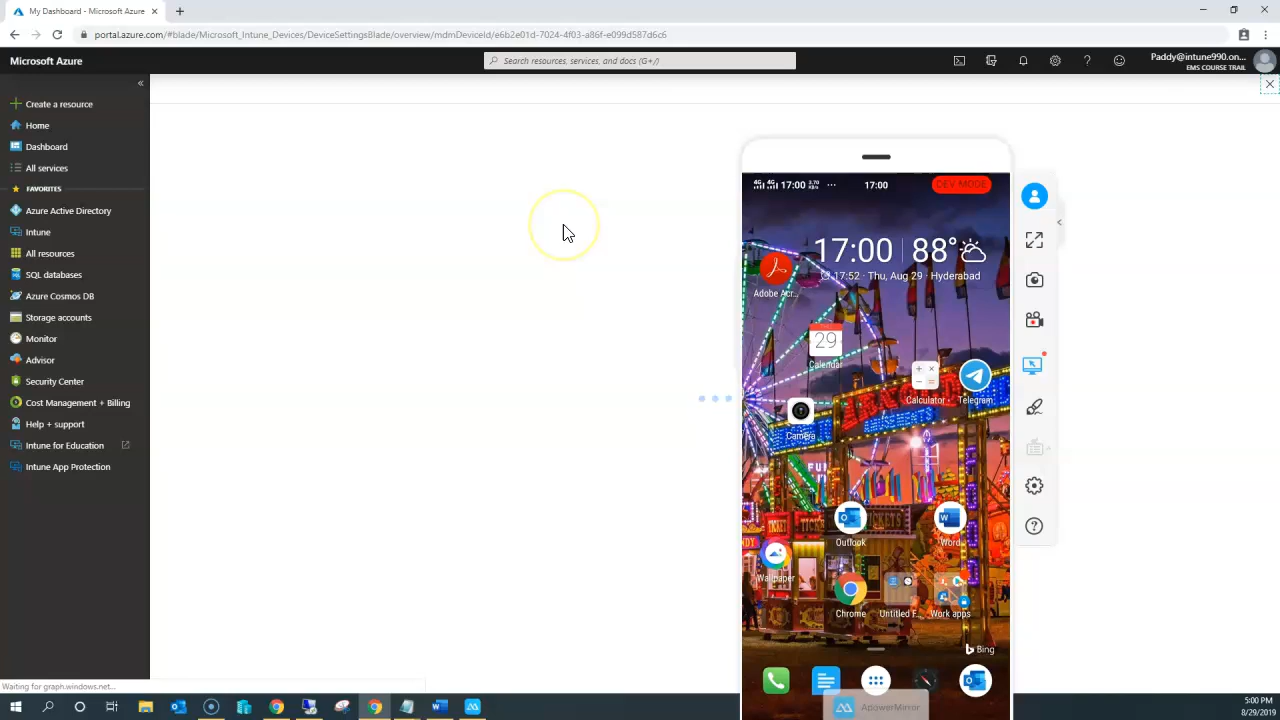 My Dashboard - Microsoft Azure
portal.azure.com/#blade/Microsoft_Intune_Devices/DeviceSettingsBlade/overview/mdmDeviceId/e6b2e01d-7024-4f03-a86f-e099d587d6c6
Microsoft Azure
Search resources, services, and docs (G+/)
Paddy@intune990.on...
EMS COURSE TRAIL
Create a resource
Home
Dashboard
All services
FAVORITES
Azure Active Directory
Intune
All resources
SQL databases
Azure Cosmos DB
Storage accounts
Monitor
Advisor
Security Center
Cost Management + Billing
Help + support
Intune for Education
Intune App Protection
Waiting for graph.windows.net...
4G 4G 17:00 ··· 17:00 DEV MODE
17:00 88°
17:52 · Thu, Aug 29 · Hyderabad
Adobe Acr...
29
Calendar
Calculator
Telegram
Camera
TICKETS
Outlook
Word
Wallpaper
Chrome
Untitled F...
Work apps
Bing
ApowerMirror
5:00 PM
8/29/2019